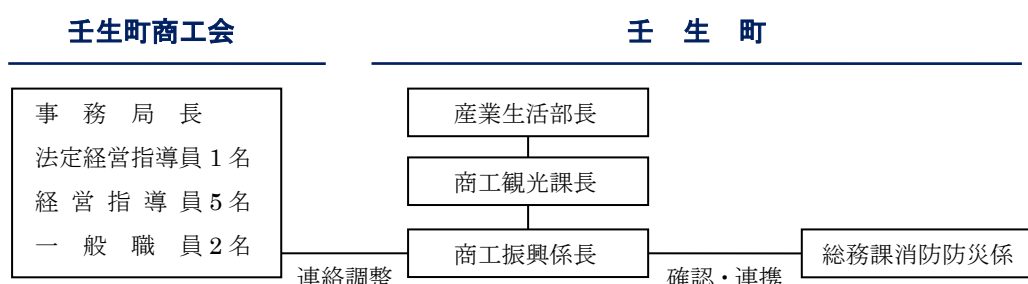 壬生町商工会
壬生町
事務局長
法定経営指導員1名
経営指導員5名
一般職員2名
産業生活部長
商工観光課長
商工振興係長
総務課消防防災係
連絡調整
確認・連携